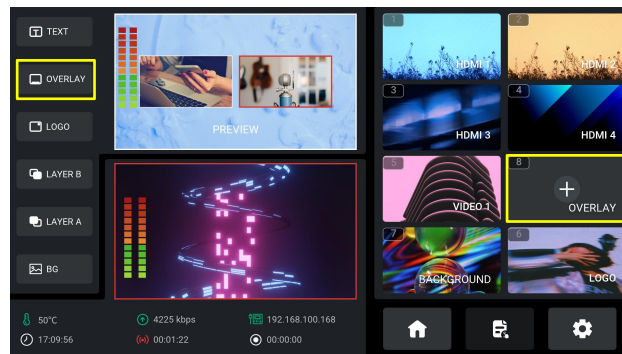 TEXT
OVERLAY
LOGO
LAYER B
LAYER A
BG
PREVIEW
1
HDMI 1
2
HDMI 2
3
HDMI 3
4
HDMI 4
5
VIDEO 1
8
OVERLAY
7
BACKGROUND
6
LOGO
50°C
4225 kbps
192.168.100.168
17:09:56
00:01:22
00:00:00